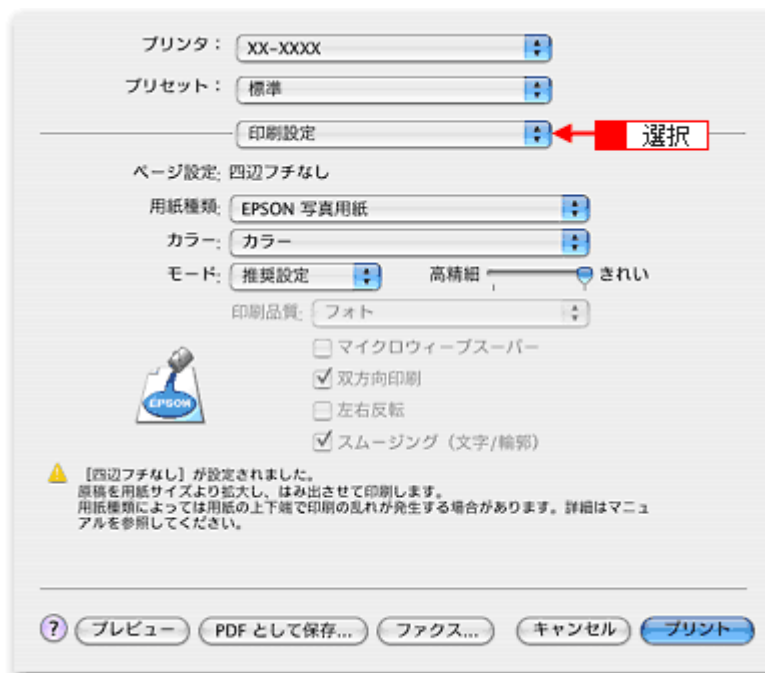 プリンタ： XX-XXXX
プリセット： 標準
印刷設定 選択
ページ設定: 四辺フチなし
用紙種類: EPSON 写真用紙
カラー: カラー
モード: 推奨設定 高精細 きれい
印刷品質: フォト
マイクロウィーブスーパー
双方向印刷
左右反転
スムージング（文字/輪郭）
EPSON
［四辺フチなし］が設定されました。
原稿を用紙サイズより拡大し、はみ出させて印刷します。
用紙種類によっては用紙の上下端で印刷の乱れが発生する場合があります。詳細はマニュ
アルを参照してください。
? プレビュー PDF として保存... ファクス... キャンセル プリント